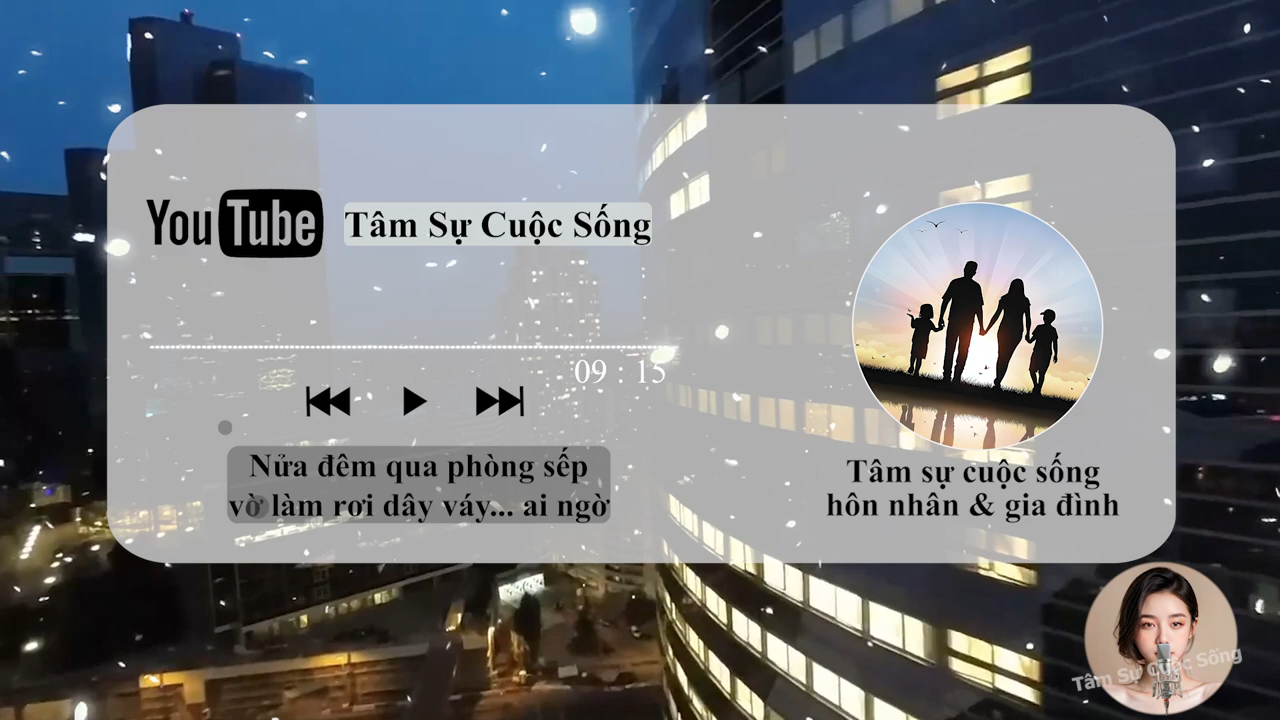 YouTube Tâm Sự Cuộc Sống
09 : 15
Nửa đêm qua phòng sếp
vờ làm rơi dây váy... ai ngờ
Tâm sự cuộc sống
hôn nhân & gia đình
Tâm Sự Cuộc Sống